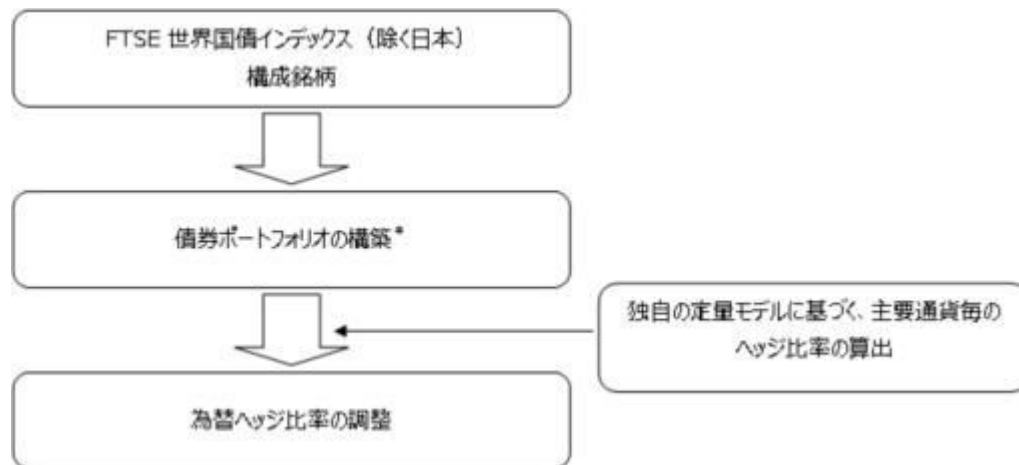 FTSE 世界国債インデックス（除く日本）
構成銘柄
債券ポートフォリオの構築*
独自の定量モデルに基づく、主要通貨毎の
ヘッジ比率の算出
為替ヘッジ比率の調整